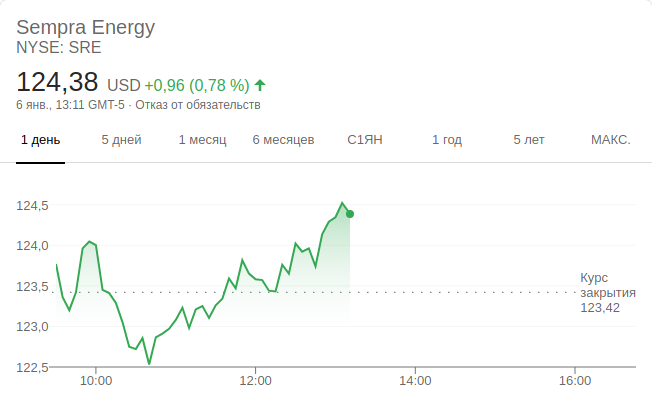 Sempra Energy
NYSE: SRE
124,38 USD +0,96 (0,78 %)
6 янв., 13:11 GMT-5 · Отказ от обязательств
1 день 5 дней 1 месяц 6 месяцев С1ЯН 1 год 5 лет МАКС.
124,5
124,0
123,5
123,0
122,5
Курс
закрытия
123,42
10:00 12:00 14:00 16:00